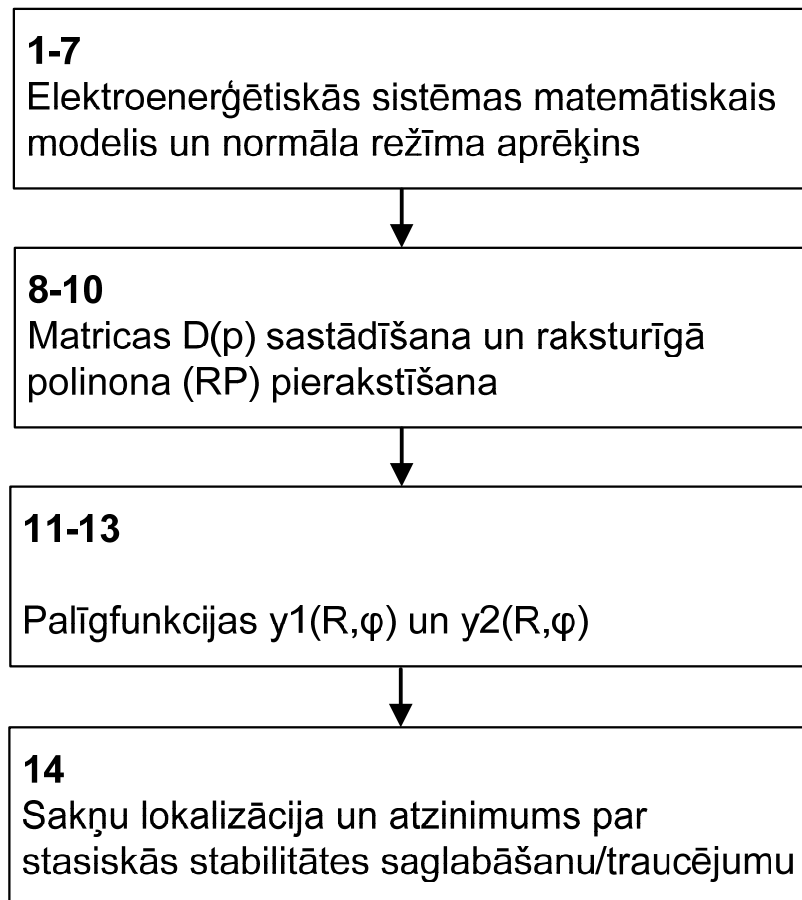 1-7
Elektroenerģētiskās sistēmas matemātiskais
modelis un normāla režīma aprēķins
8-10
Matricas D(p) sastādīšana un raksturīgā
polinona (RP) pierakstīšana
11-13
Palīgfunkcijas y1(R,φ) un y2(R,φ)
14
Sakņu lokalizācija un atzinimums par
stasiskās stabilitātes saglabāšanu/traucējumu